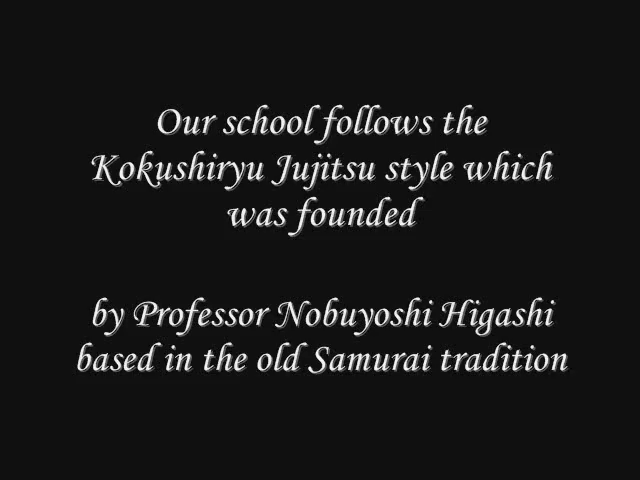 Our school follows the
Kokushiryu Jujitsu style which
was founded
by Professor Nobuyoshi Higashi
based in the old Samurai tradition